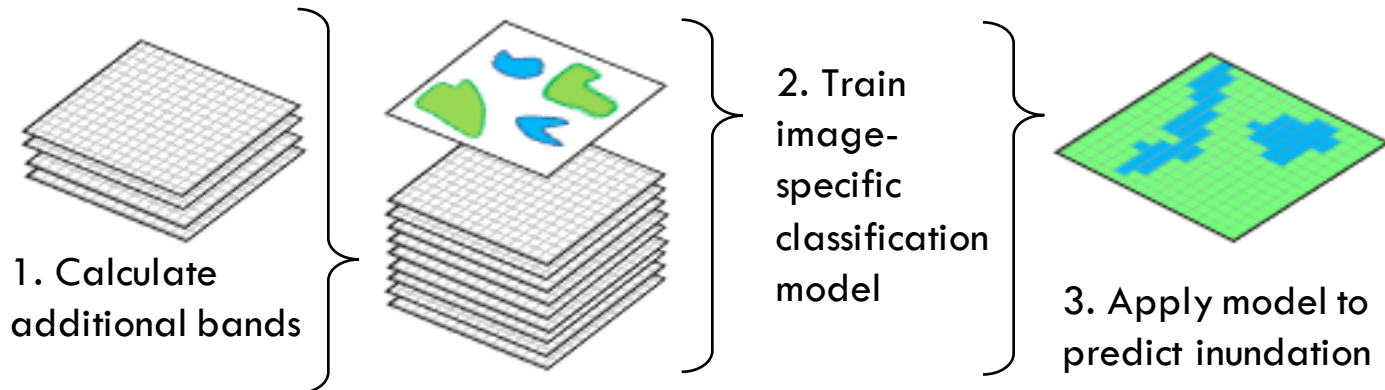 1. Calculate
additional bands
2. Train
image-
specific
classification
model
3. Apply model to
predict inundation